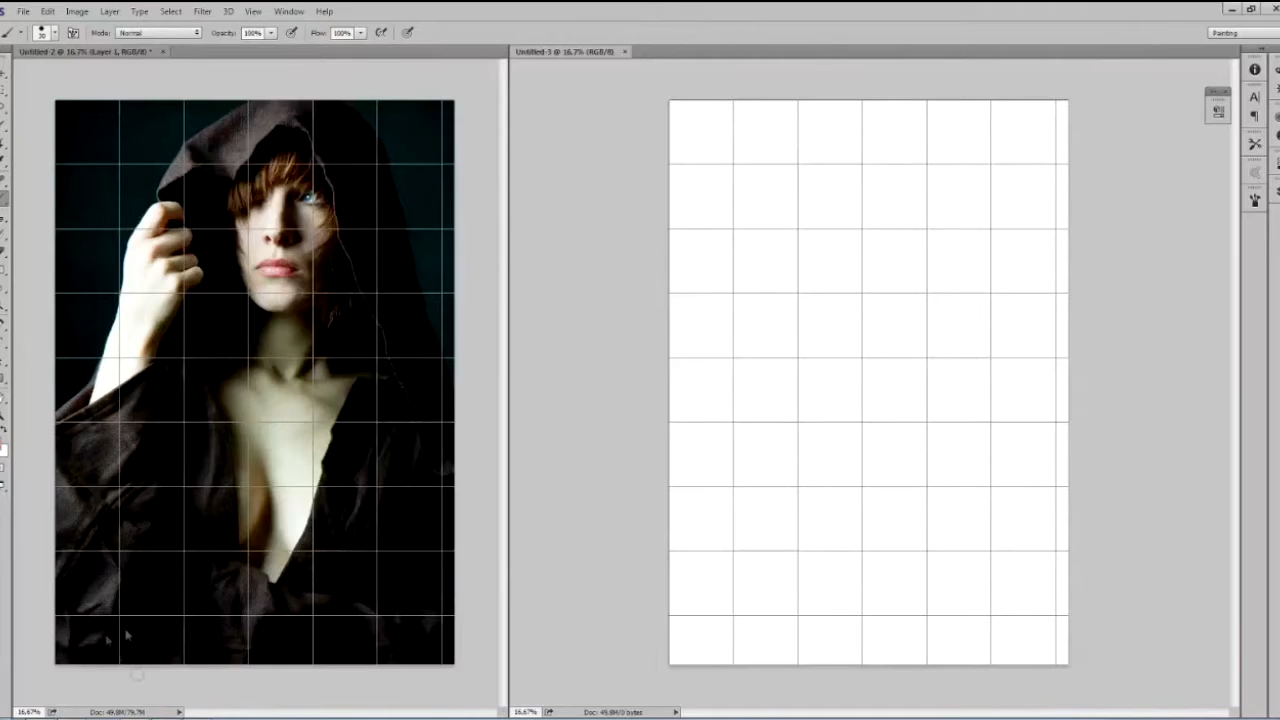 File Edit Image Layer Type Select Filter 3D View Window Help
30 Mode: Normal Opacity: 100% Flow: 100% Painting
Untitled-2 @ 16.7% (Layer 1, RGB/8) * × Untitled-3 @ 16.7% (RGB/8) ×
16.67% Doc: 49.8M/79.7M 16.67% Doc: 49.8M/0 bytes